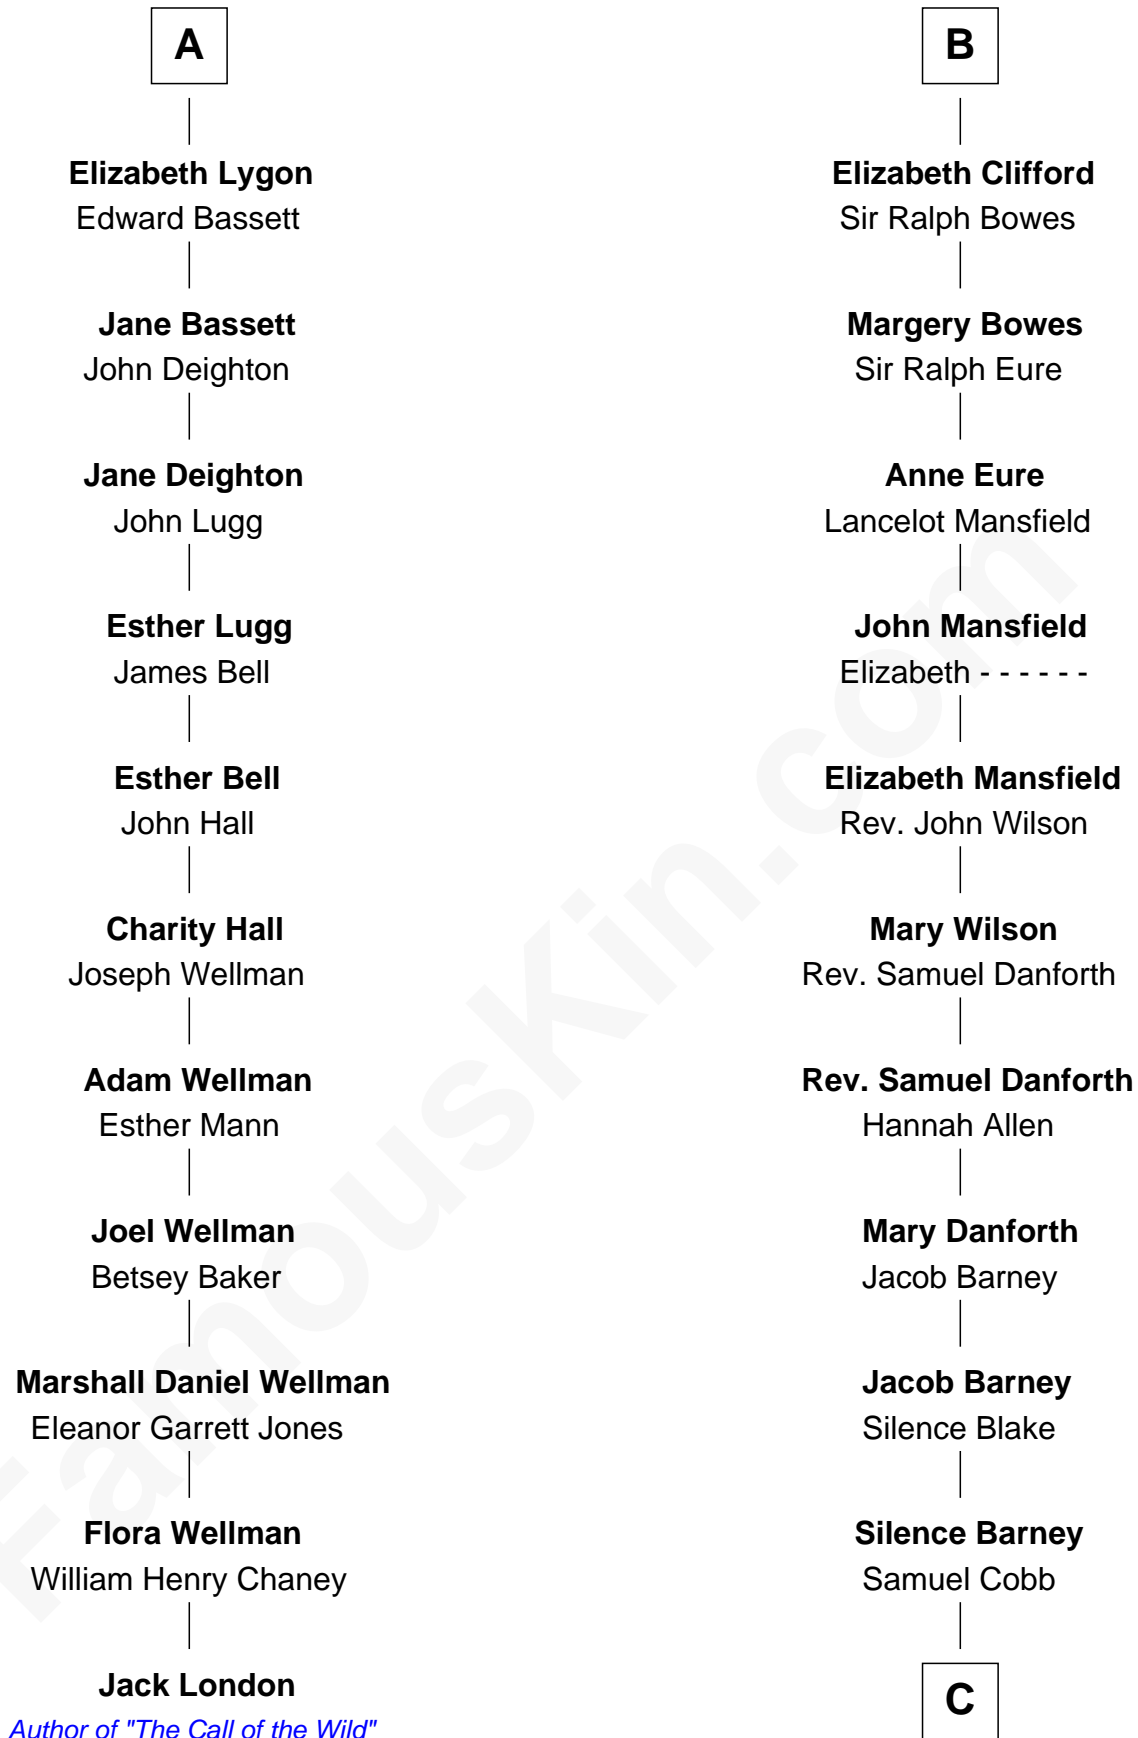 A
Elizabeth Lygon
Edward Bassett
Jane Bassett
John Deighton
Jane Deighton
John Lugg
Esther Lugg
James Bell
Esther Bell
John Hall
Charity Hall
Joseph Wellman
Adam Wellman
Esther Mann
Joel Wellman
Betsey Baker
Marshall Daniel Wellman
Eleanor Garrett Jones
Flora Wellman
William Henry Chaney
Jack London
Author of "The Call of the Wild"
B
Elizabeth Clifford
Sir Ralph Bowes
Margery Bowes
Sir Ralph Eure
Anne Eure
Lancelot Mansfield
John Mansfield
Elizabeth - - - - - -
Elizabeth Mansfield
Rev. John Wilson
Mary Wilson
Rev. Samuel Danforth
Rev. Samuel Danforth
Hannah Allen
Mary Danforth
Jacob Barney
Jacob Barney
Silence Blake
Silence Barney
Samuel Cobb
C
FamousKin.com